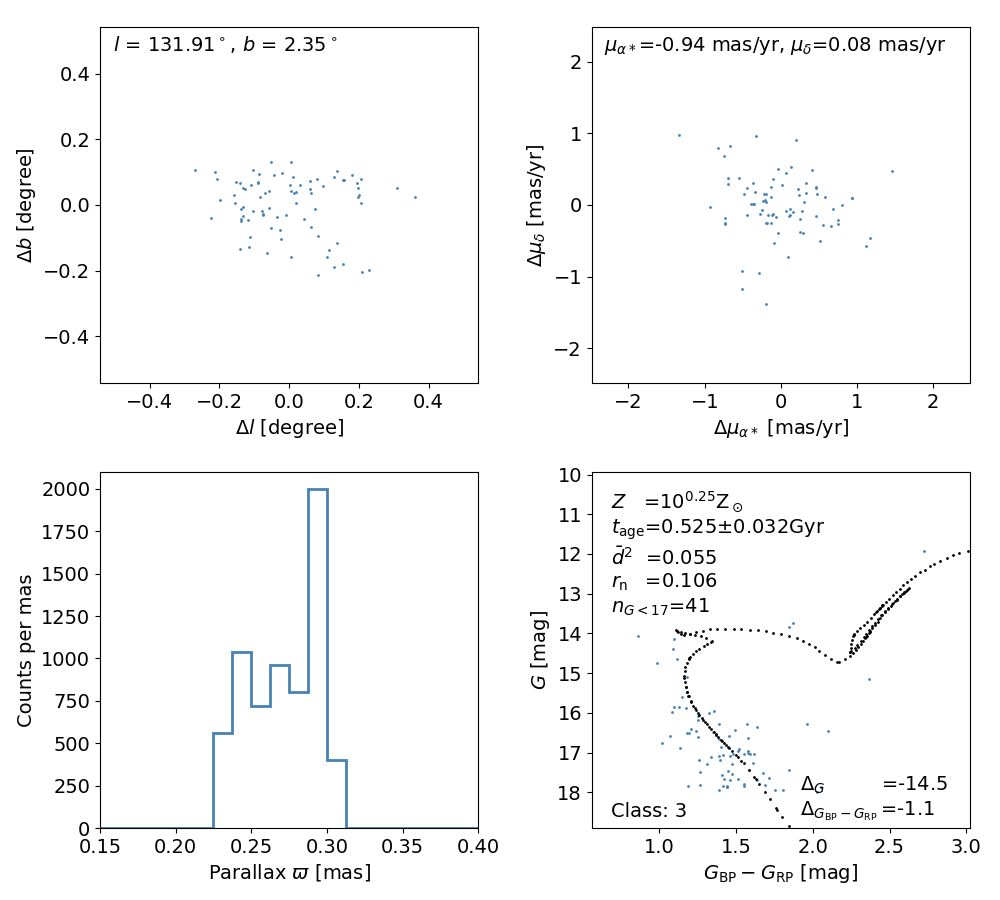 l = 131.91°, b = 2.35°
0.4
0.2
0.0
−0.2
−0.4
Δb [degree]
−0.4
−0.2
0.0
0.2
0.4
Δl [degree]
μα∗=-0.94 mas/yr, μδ=0.08 mas/yr
2
1
0
−1
−2
Δμδ [mas/yr]
−2
−1
0
1
2
Δμα∗ [mas/yr]
2000
1750
1500
1250
1000
750
500
250
0
Counts per mas
0.15
0.20
0.25
0.30
0.35
0.40
Parallax ϖ [mas]
10
11
12
13
14
15
16
17
18
G [mag]
Z =10^0.25 Z⊙
t_age=0.525±0.032Gyr
d̄² =0.055
r_n =0.106
n_G<17=41
Δ_G =-14.5
Δ_GBP−GRP =-1.1
Class: 3
1.0
1.5
2.0
2.5
3.0
G_BP − G_RP [mag]